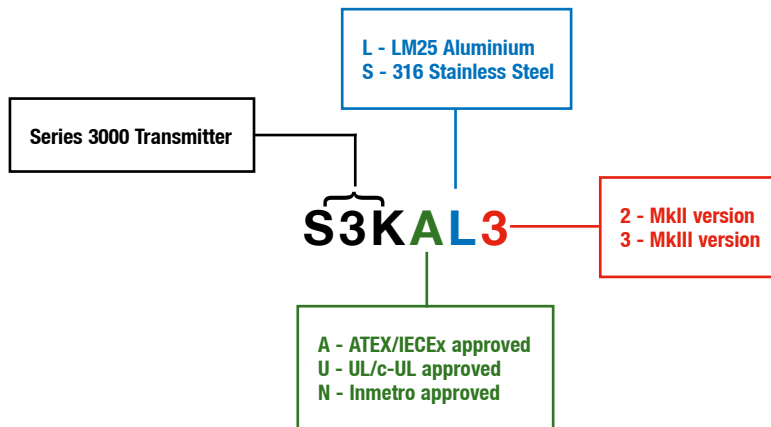 L - LM25 Aluminium
S - 316 Stainless Steel
Series 3000 Transmitter
S3KAL3
2 - MkII version
3 - MkIII version
A - ATEX/IECEx approved
U - UL/c-UL approved
N - Inmetro approved